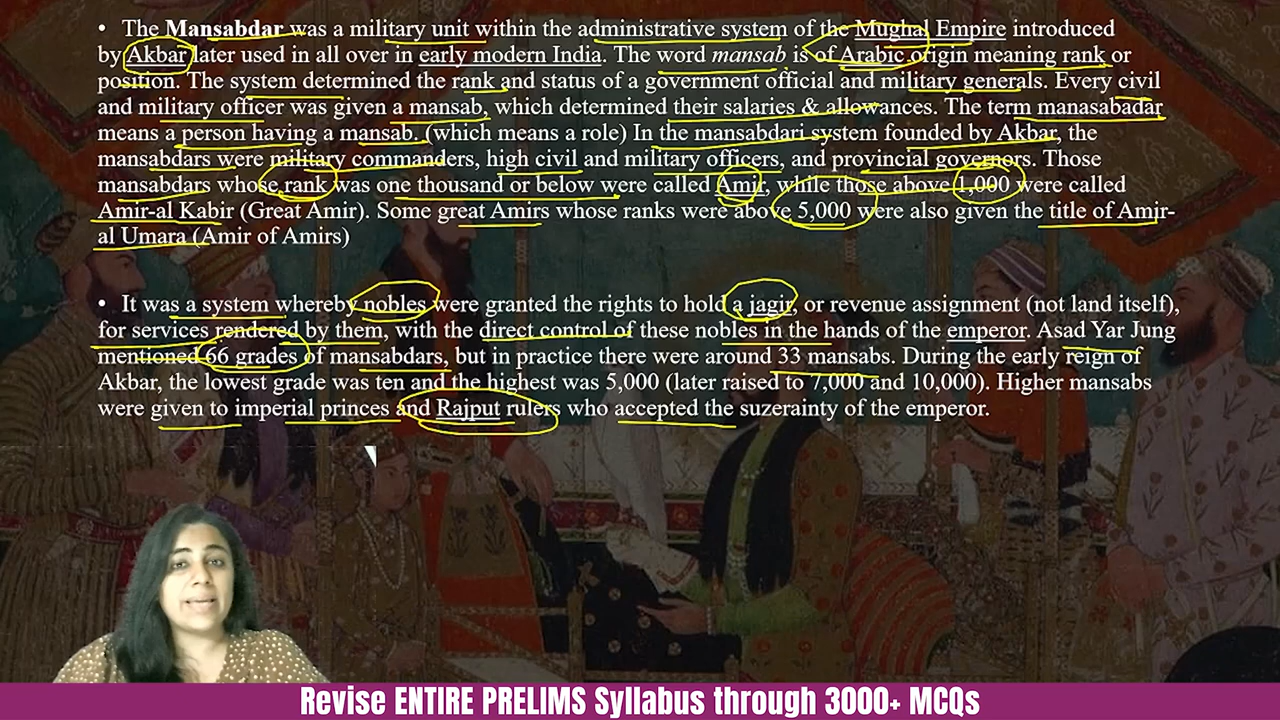 • The Mansabdar was a military unit within the administrative system of the Mughal Empire introduced
by Akbar later used in all over in early modern India. The word mansab is of Arabic origin meaning rank or
position. The system determined the rank and status of a government official and military generals. Every civil
and military officer was given a mansab, which determined their salaries & allowances. The term manasabadar
means a person having a mansab. (which means a role) In the mansabdari system founded by Akbar, the
mansabdars were military commanders, high civil and military officers, and provincial governors. Those
mansabdars whose rank was one thousand or below were called Amir, while those above 1,000 were called
Amir-al Kabir (Great Amir). Some great Amirs whose ranks were above 5,000 were also given the title of Amir-
al Umara (Amir of Amirs)
• It was a system whereby nobles were granted the rights to hold a jagir, or revenue assignment (not land itself),
for services rendered by them, with the direct control of these nobles in the hands of the emperor. Asad Yar Jung
mentioned 66 grades of mansabdars, but in practice there were around 33 mansabs. During the early reign of
Akbar, the lowest grade was ten and the highest was 5,000 (later raised to 7,000 and 10,000). Higher mansabs
were given to imperial princes and Rajput rulers who accepted the suzerainty of the emperor.
Revise ENTIRE PRELIMS Syllabus through 3000+ MCQs